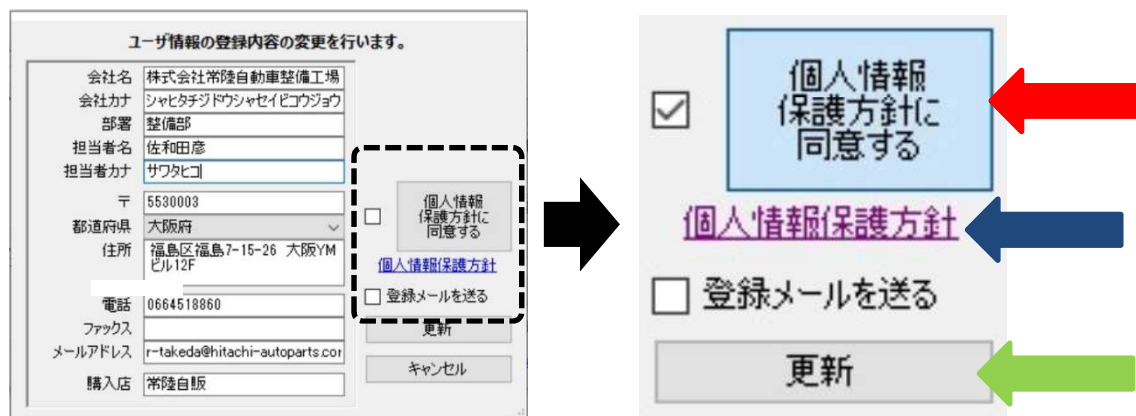 ユーザ情報の登録内容の変更を行います。
会社名 株式会社常陸自動車整備工場
会社カナ シャヒタチジドウシャセイビコウジョウ
部署 整備部
担当者名 佐和田彦
担当者カナ サワタヒコ
〒 5530003
都道府県 大阪府
住所 福島区福島7-15-26 大阪YM
ビル12F
電話 0664518860
ファックス
メールアドレス r-takeda@hitachi-autoparts.cor
購入店 常陸自販
個人情報
保護方針に
同意する
個人情報保護方針
登録メールを送る
更新
キャンセル
個人情報
保護方針に
同意する
個人情報保護方針
登録メールを送る
更新